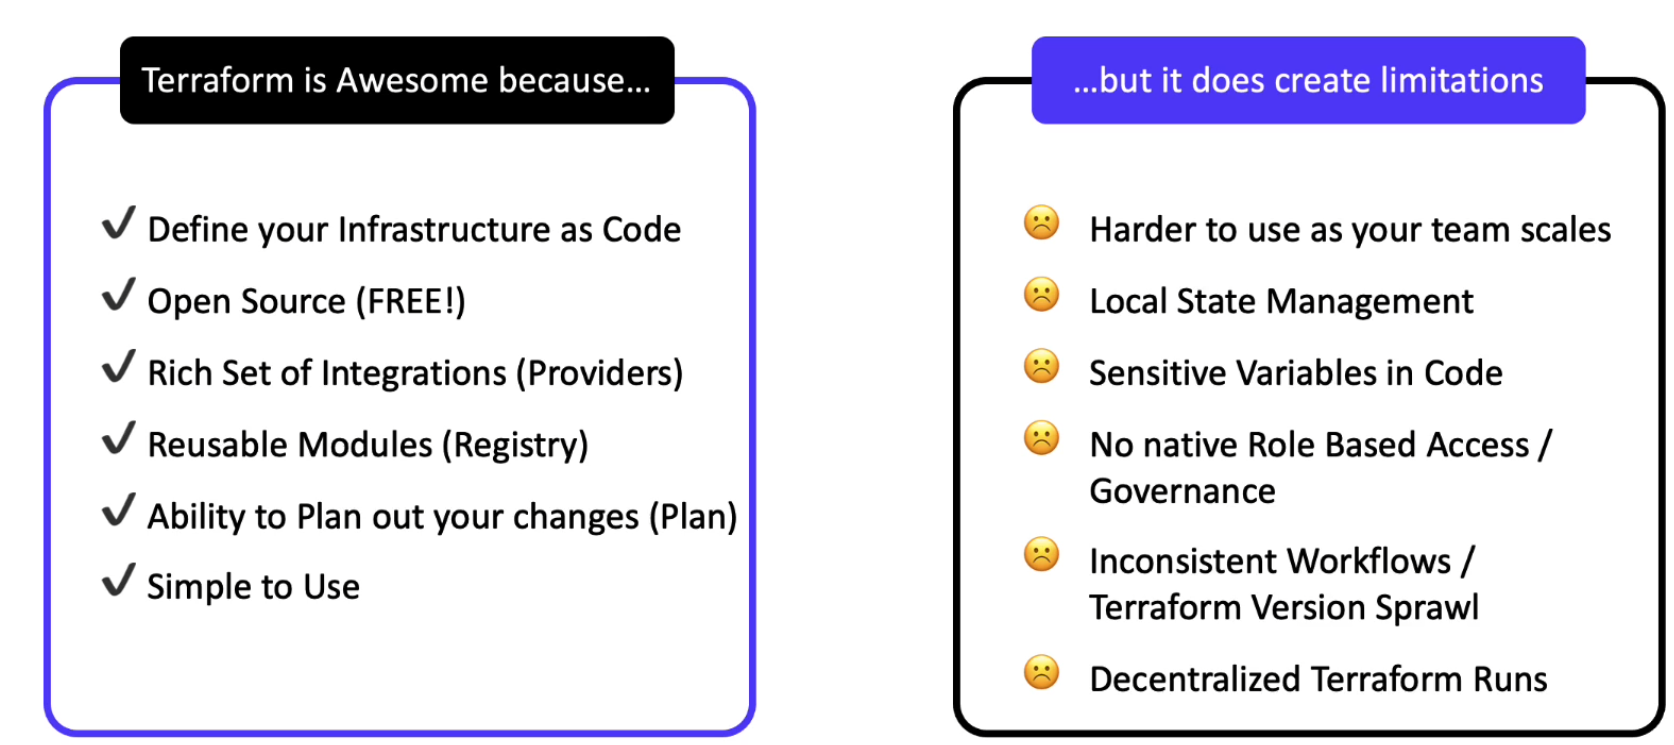 Terraform is Awesome because...
Define your Infrastructure as Code
Open Source (FREE!)
Rich Set of Integrations (Providers)
Reusable Modules (Registry)
Ability to Plan out your changes (Plan)
Simple to Use
...but it does create limitations
Harder to use as your team scales
Local State Management
Sensitive Variables in Code
No native Role Based Access /
Governance
Inconsistent Workflows /
Terraform Version Sprawl
Decentralized Terraform Runs